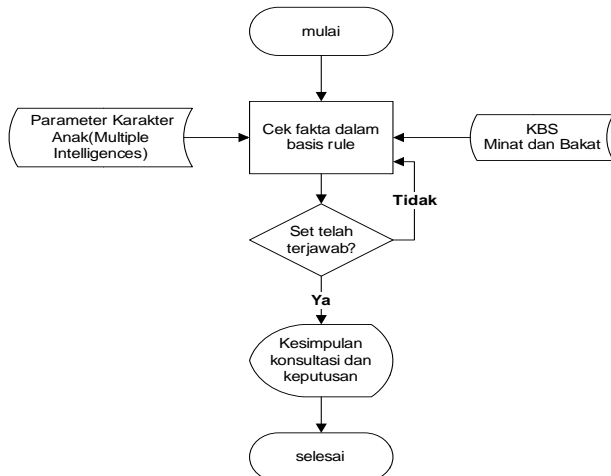 mulai
Parameter Karakter
Anak(Multiple
Intelligences)
Cek fakta dalam
basis rule
KBS
Minat dan Bakat
Tidak
Set telah
terjawab?
Ya
Kesimpulan
konsultasi dan
keputusan
selesai